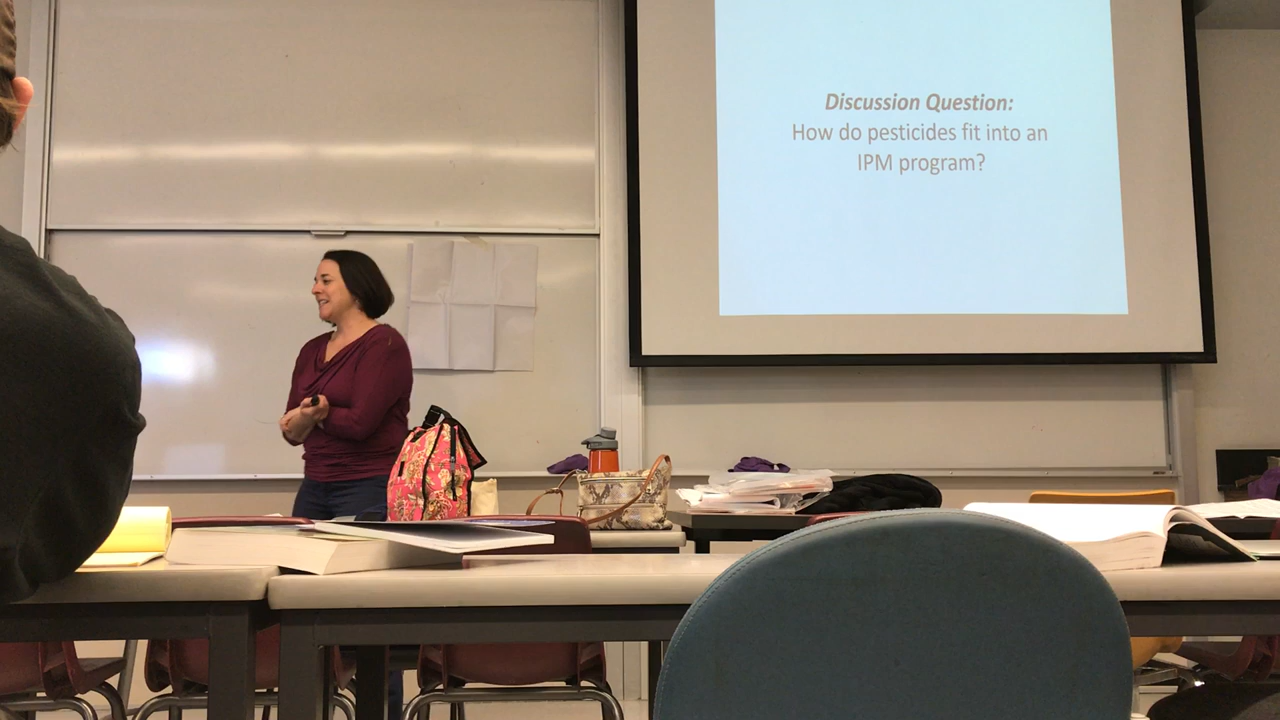 Discussion Question:
How do pesticides fit into an
IPM program?